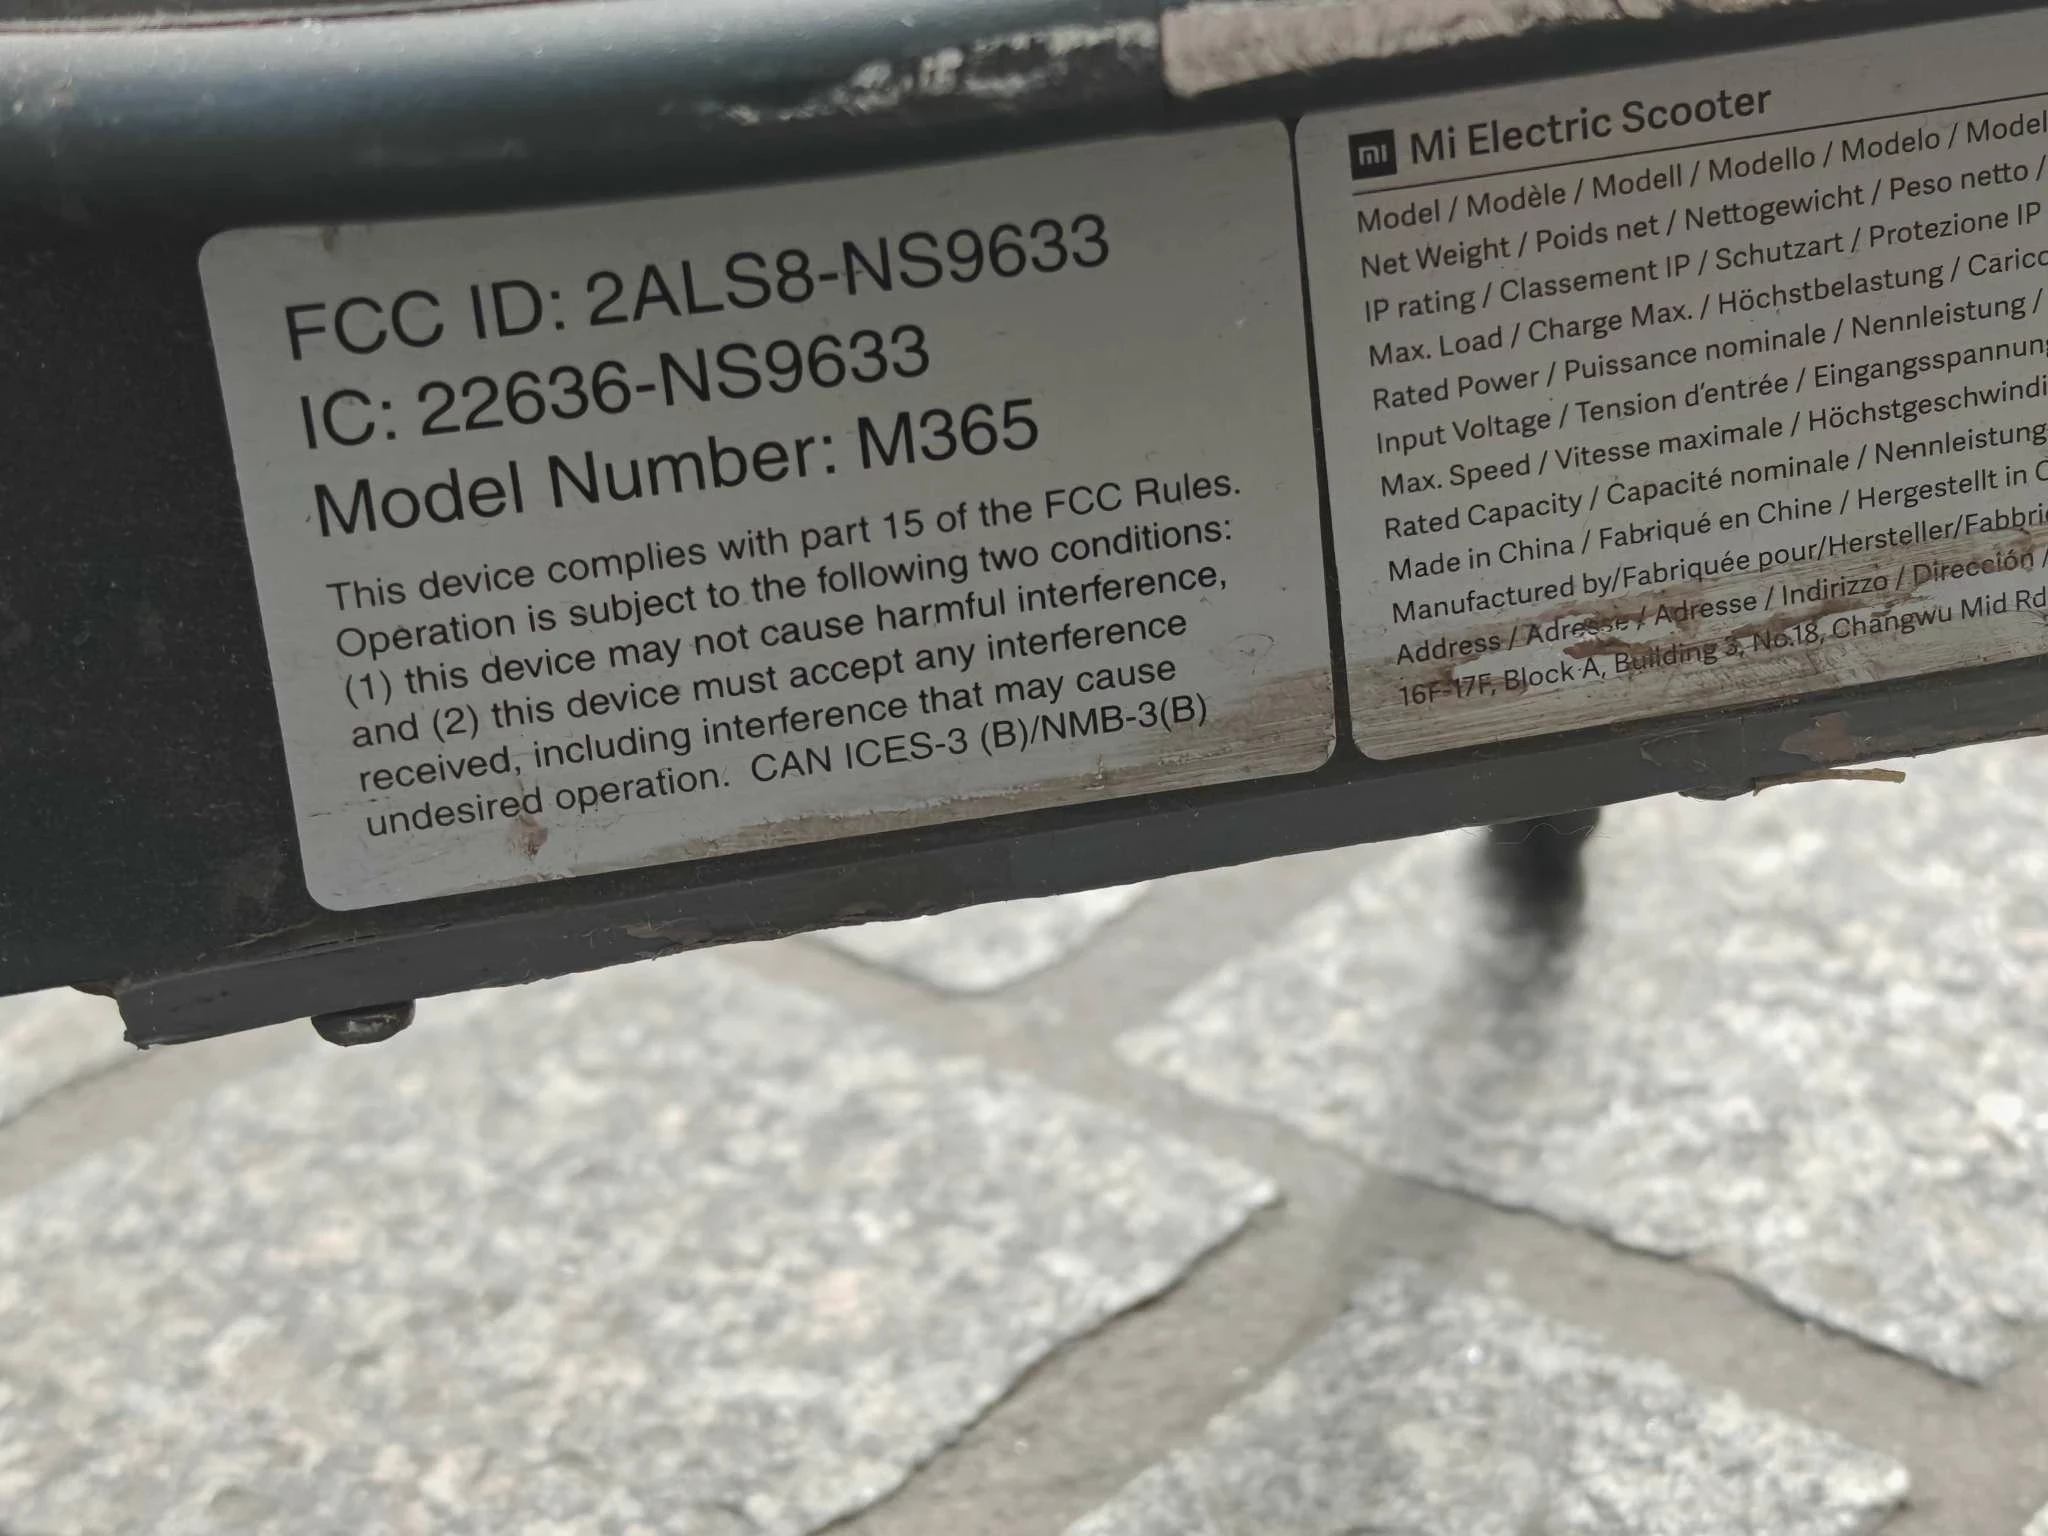 FCC ID: 2ALS8-NS9633
IC: 22636-NS9633
Model Number: M365
This device complies with part 15 of the FCC Rules.
Operation is subject to the following two conditions:
(1) this device may not cause harmful interference,
and (2) this device must accept any interference
received, including interference that may cause
undesired operation. CAN ICES-3 (B)/NMB-3(B)
mi Mi Electric Scooter
Model / Modèle / Modell / Modello / Modelo / Model
Net Weight / Poids net / Nettogewicht / Peso netto /
IP rating / Classement IP / Schutzart / Protezione IP
Max. Load / Charge Max. / Höchstbelastung /
Rated Power / Puissance nominale / Nennleistung /
Input Voltage / Tension d'entrée /
Max. Speed / Vitesse maximale /
Rated Capacity / Capacité nominale / Nennleistung
Made in China / Fabriqué en Chine / Hergestellt in
Manufactured by/Fabriquée pour/Hersteller/
Address / Adresse / Adresse / Indirizzo / Dirección /
16F-17F, Block A, Building 3, No.18, Changwu Mid Rd